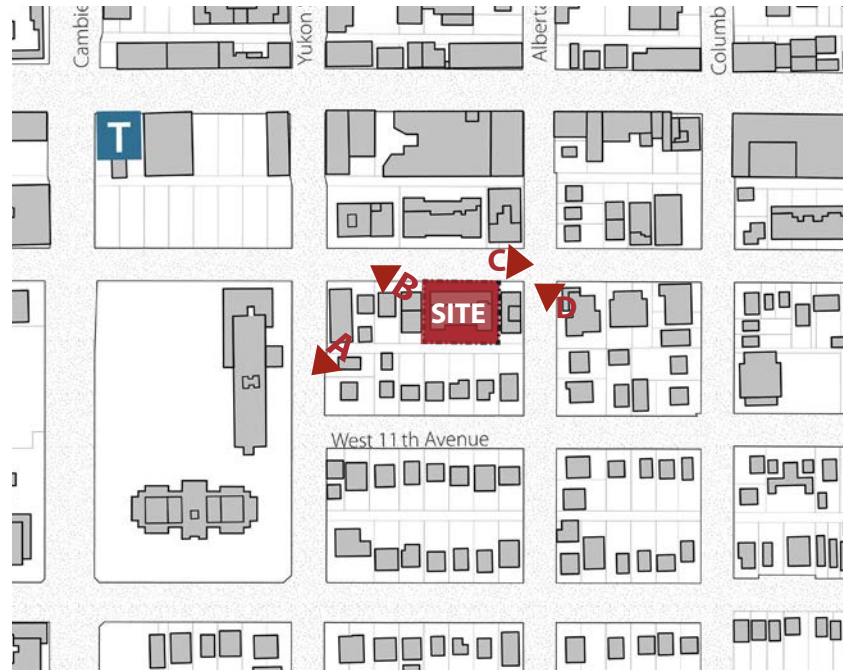 Cambie
Yukon
Alberta
Columb
T
C
B
D
SITE
A
West 11th Avenue